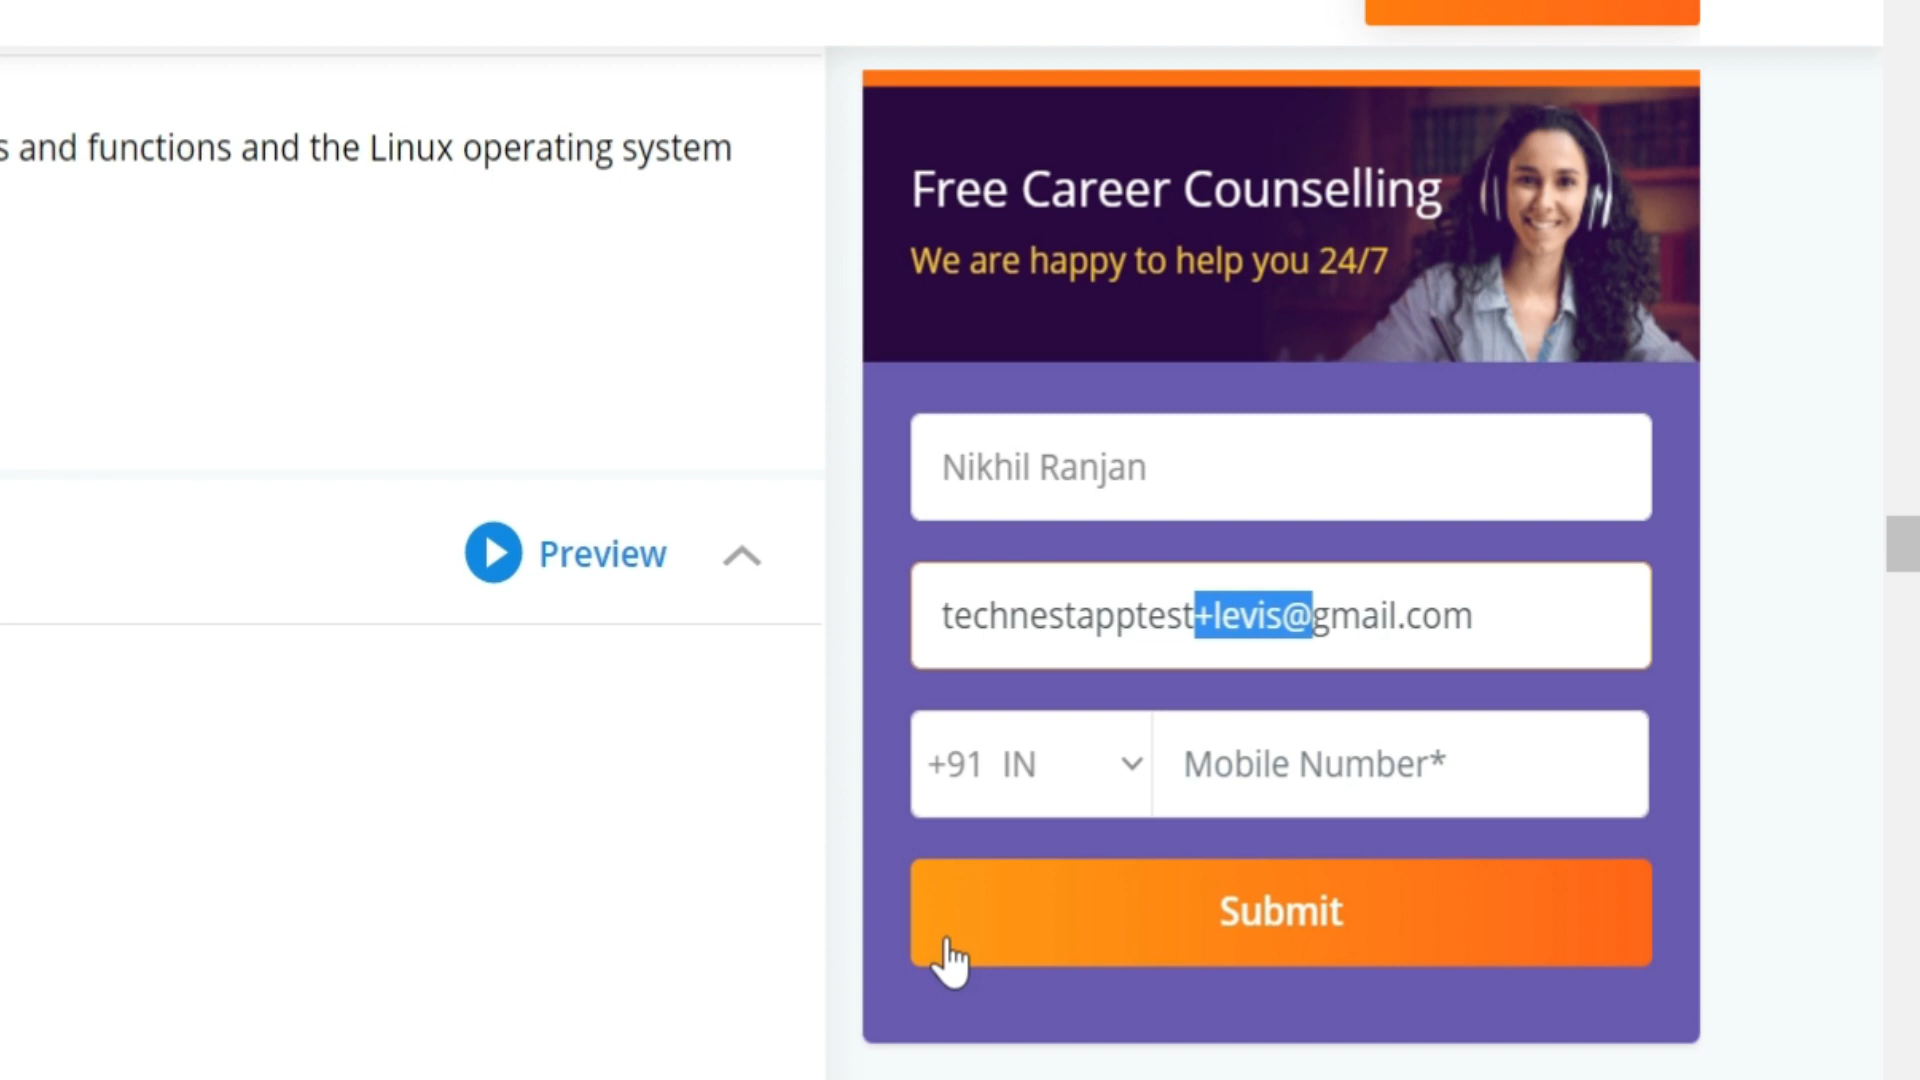 s and functions and the Linux operating system
Preview
Free Career Counselling
We are happy to help you 24/7
Nikhil Ranjan
technestapptest+levis@gmail.com
+91 IN
Mobile Number*
Submit